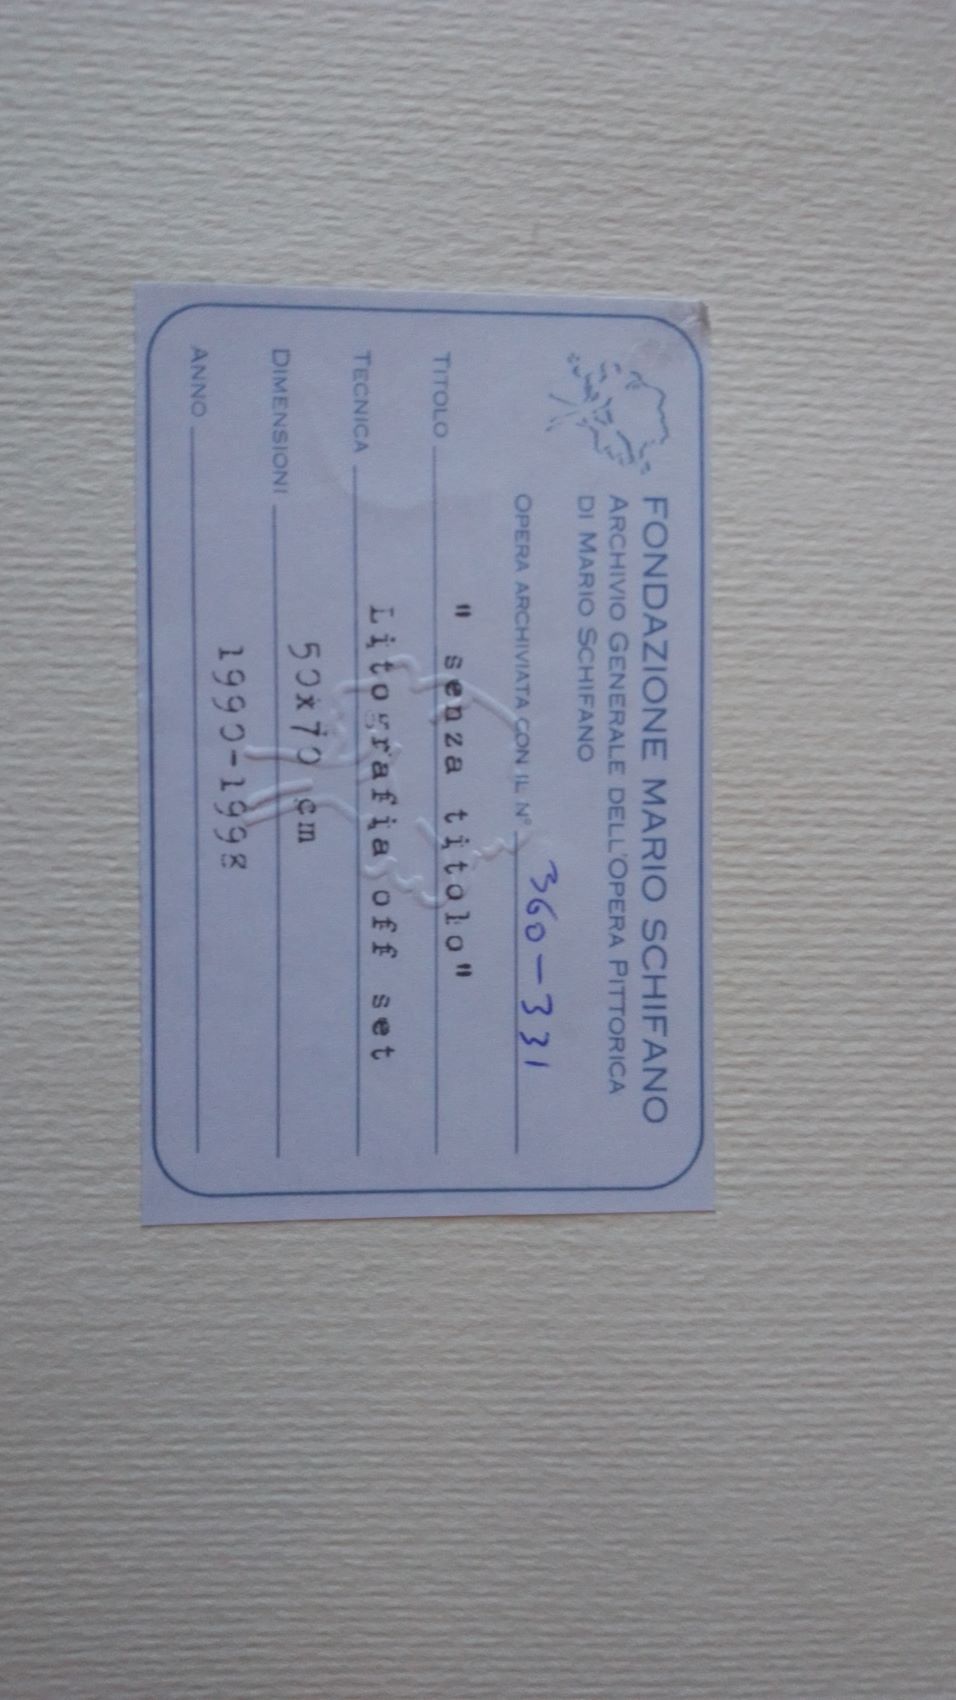 FONDAZIONE MARIO SCHIFANO
ARCHIVIO GENERALE DELL'OPERA PITTORICA
DI MARIO SCHIFANO
OPERA ARCHIVIATA CON IL N° 360-331
TITOLO " senza titolo"
TECNICA Litografia off set
DIMENSIONI 50x70 cm
ANNO 1990-1998